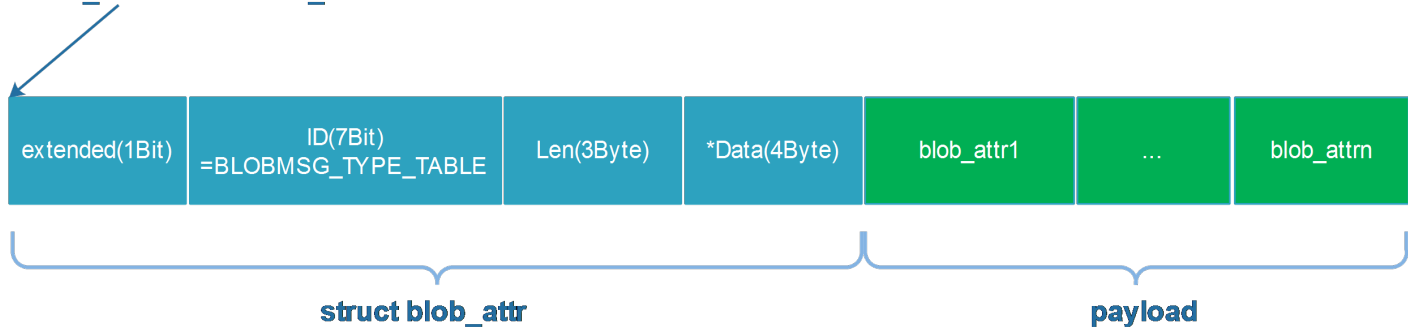 extended(1Bit)
ID(7Bit)
=BLOBMSG_TYPE_TABLE
Len(3Byte)
*Data(4Byte)
blob_attr1
...
blob_attrn
struct blob_attr
payload